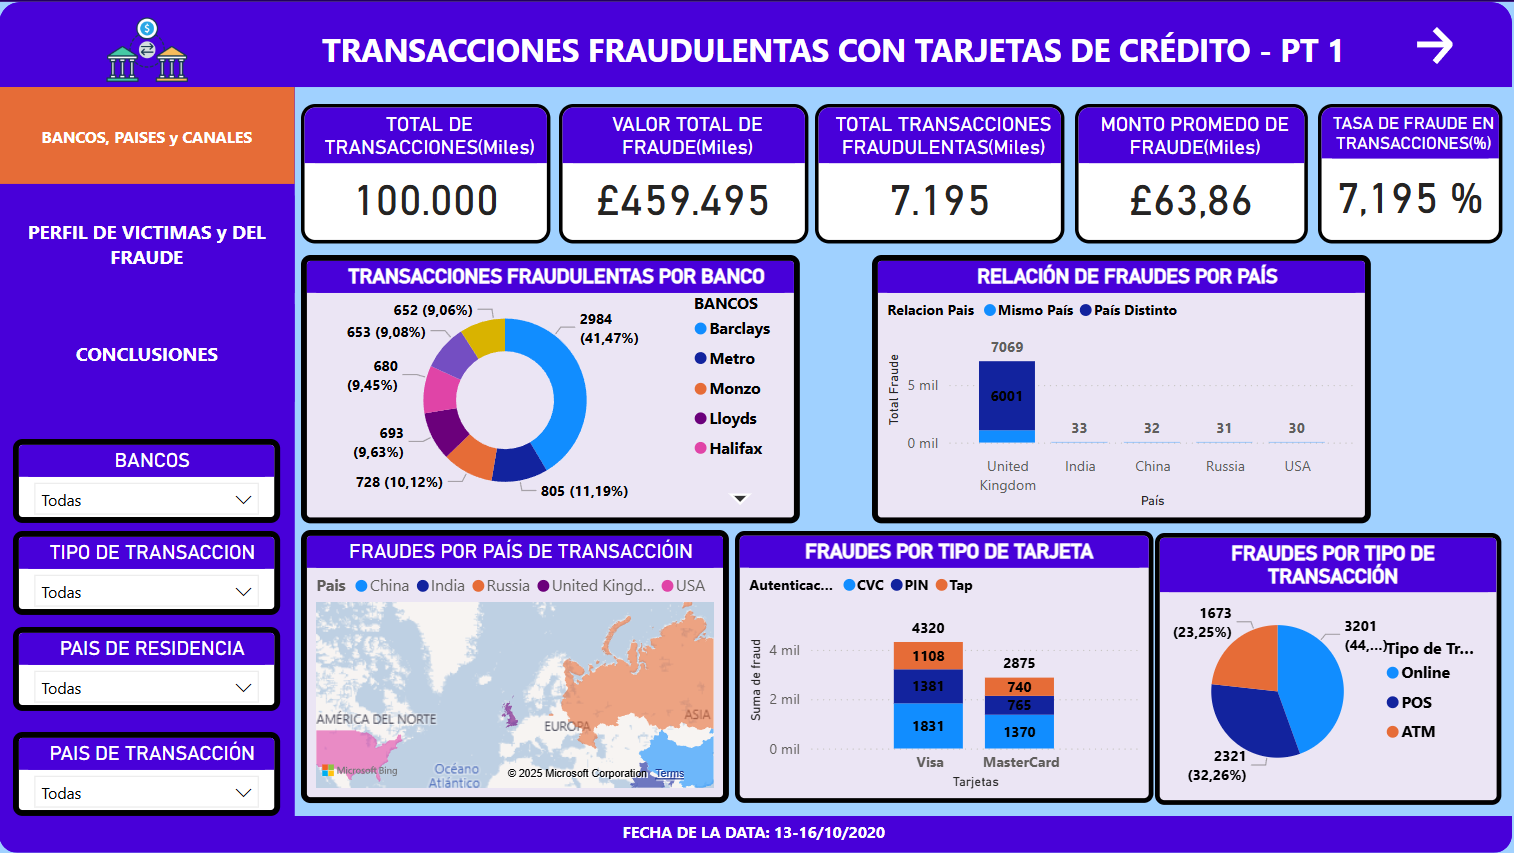 TRANSACCIONES FRAUDULENTAS CON TARJETAS DE CRÉDITO - PT 1
BANCOS, PAISES y CANALES
PERFIL DE VICTIMAS y DEL
FRAUDE
CONCLUSIONES
BANCOS
Todas
TIPO DE TRANSACCION
Todas
PAIS DE RESIDENCIA
Todas
PAIS DE TRANSACCIÓN
Todas
TOTAL DE
TRANSACCIONES(Miles)
100.000
VALOR TOTAL DE
FRAUDE(Miles)
£459.495
TOTAL TRANSACCIONES
FRAUDULENTAS(Miles)
7.195
MONTO PROMEDO DE
FRAUDE(Miles)
£63,86
TASA DE FRAUDE EN
TRANSACCIONES(%)
7,195 %
TRANSACCIONES FRAUDULENTAS POR BANCO
652 (9,06%)
653 (9,08%)
680
(9,45%)
693
(9,63%)
728 (10,12%)
805 (11,19%)
2984
(41,47%)
BANCOS
Barclays
Metro
Monzo
Lloyds
Halifax
RELACIÓN DE FRAUDES POR PAÍS
Relacion Pais Mismo País País Distinto
Total Fraude
5 mil
0 mil
7069
6001
33
32
31
30
United
Kingdom
India
China
Russia
USA
País
FRAUDES POR PAÍS DE TRANSACCIÓIN
Pais China India Russia United Kingd... USA
AMÉRICA DEL NORTE
EUROPA
ASIA
Océano
Atlántico
Microsoft Bing
© 2025 Microsoft Corporation Terms
FRAUDES POR TIPO DE TARJETA
Autenticac... CVC PIN Tap
Suma de fraud
4 mil
2 mil
0 mil
4320
1108
1381
1831
2875
740
765
1370
Visa
MasterCard
Tarjetas
FRAUDES POR TIPO DE
TRANSACCIÓN
1673
(23,25%)
3201
(44,...)
2321
(32,26%)
Tipo de Tr...
Online
POS
ATM
FECHA DE LA DATA: 13-16/10/2020